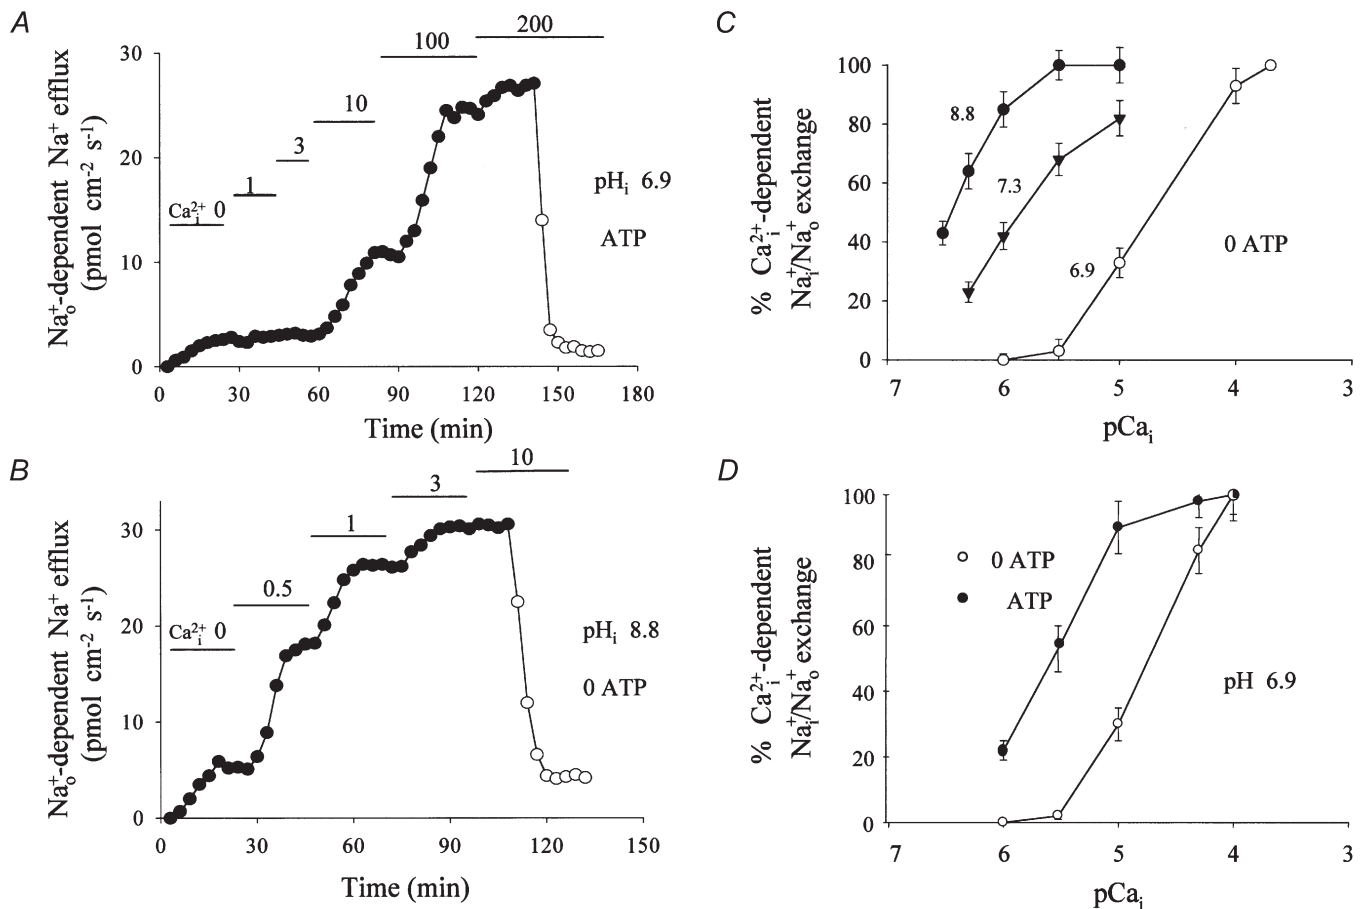 A
Na⁺ₒ-dependent Na⁺ efflux
(pmol cm⁻² s⁻¹)
30
20
10
0
Ca²⁺ᵢ 0
1
3
10
100
200
pHᵢ 6.9
ATP
0 30 60 90 120 150 180
Time (min)
B
Na⁺ₒ-dependent Na⁺ efflux
(pmol cm⁻² s⁻¹)
30
20
10
0
Ca²⁺ᵢ 0
0.5
1
3
10
pHᵢ 8.8
0 ATP
0 30 60 90 120 150
Time (min)
C
% Ca²⁺ᵢ-dependent
Na⁺ᵢ/Na⁺ₒ exchange
100
80
60
40
20
0
8.8
7.3
6.9
0 ATP
7 6 5 4 3
pCaᵢ
D
% Ca²⁺ᵢ-dependent
Na⁺ᵢ/Na⁺ₒ exchange
100
80
60
40
20
0
0 ATP
ATP
pH 6.9
7 6 5 4 3
pCaᵢ